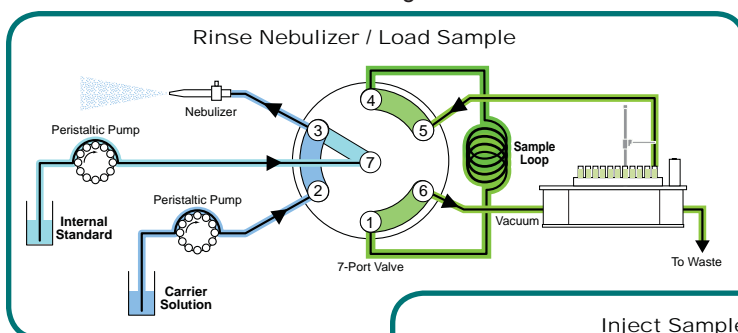 Rinse Nebulizer / Load Sample
Nebulizer
Peristaltic Pump
4
3
5
7
Sample
Loop
Peristaltic Pump
2
6
1
Internal
Standard
Vacuum
Carrier
Solution
7-Port Valve
To Waste
Inject Sample